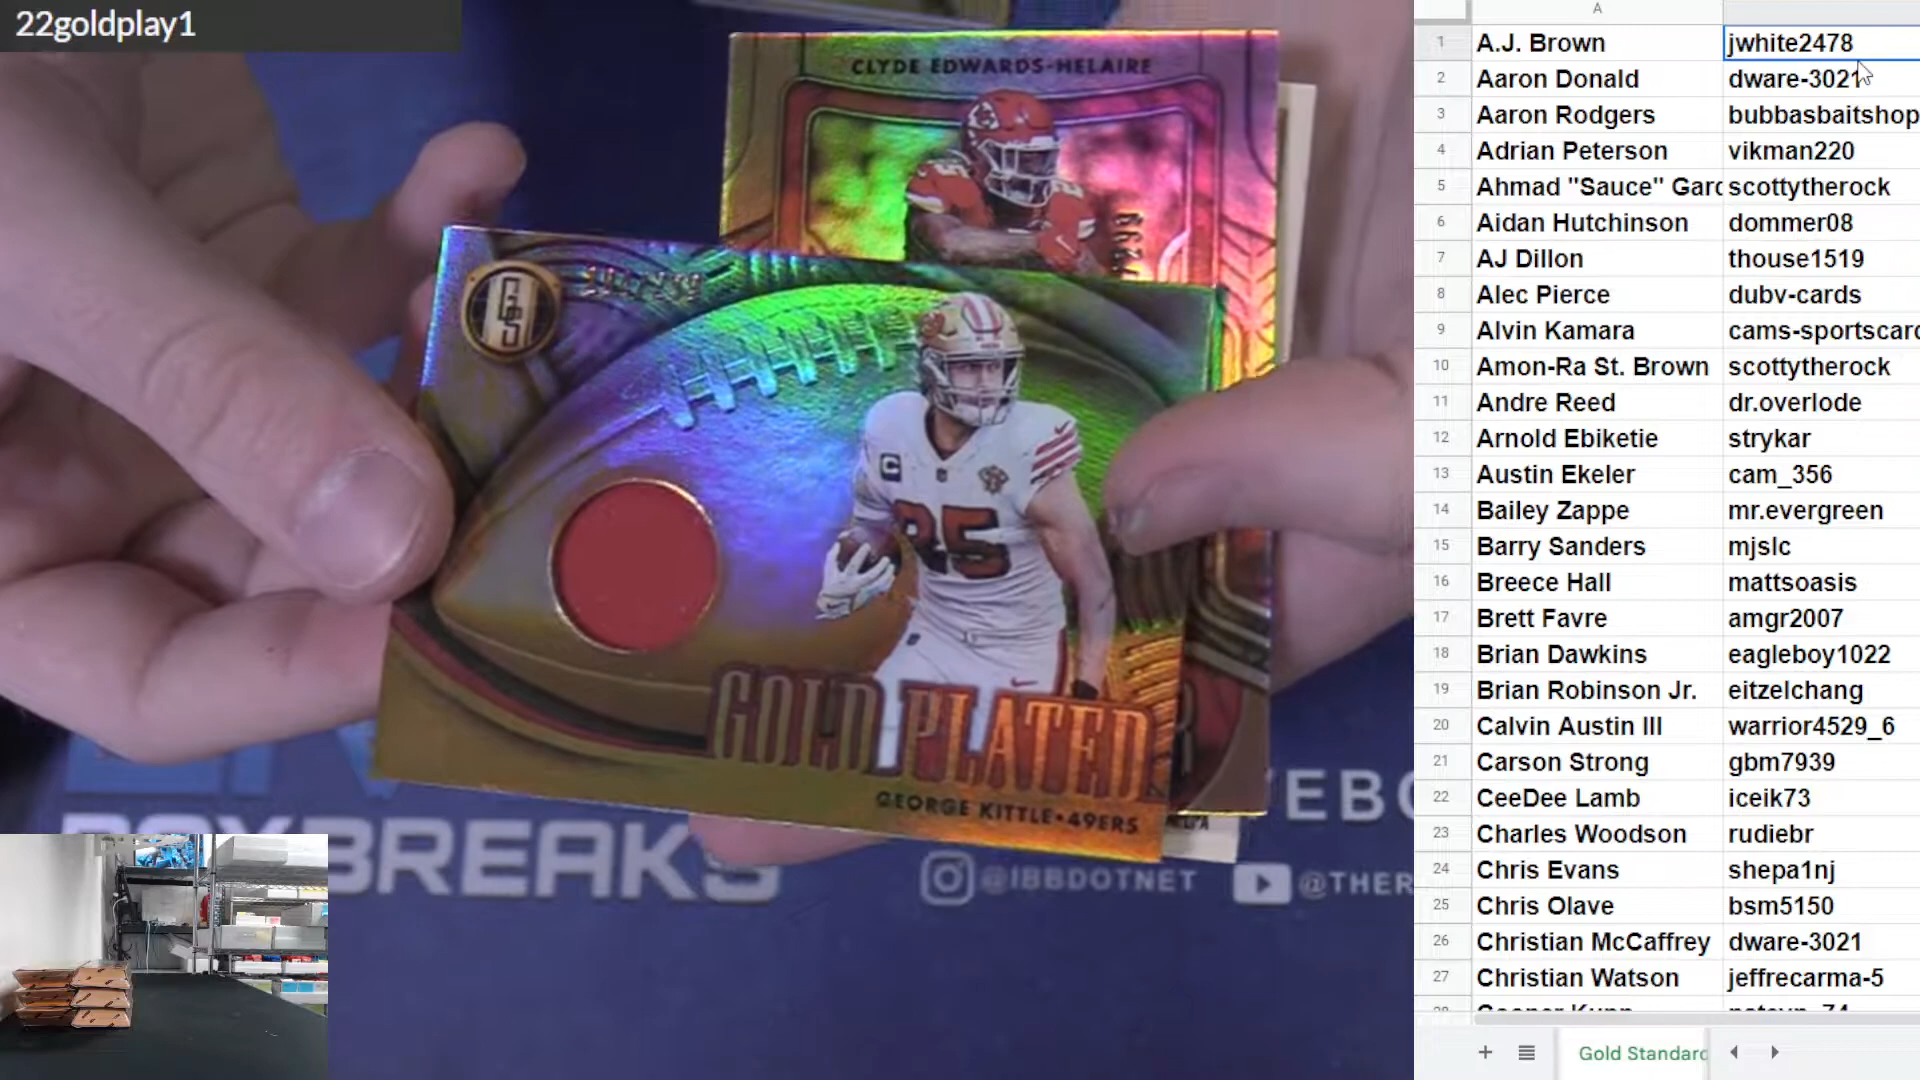 22goldplay1
CLYDE EDWARDS-HELAIRE
GS
C
85
GOLD PLATED
GEORGE KITTLE•49ERS
BOXBREAKS
@IBBDOTNET
@THER
A
1 A.J. Brown jwhite2478
2 Aaron Donald dware-3021
3 Aaron Rodgers bubbasbaitshop
4 Adrian Peterson vikman220
5 Ahmad "Sauce" Gard scottytherock
6 Aidan Hutchinson dommer08
7 AJ Dillon thouse1519
8 Alec Pierce dubv-cards
9 Alvin Kamara cams-sportscard
10 Amon-Ra St. Brown scottytherock
11 Andre Reed dr.overlode
12 Arnold Ebiketie strykar
13 Austin Ekeler cam_356
14 Bailey Zappe mr.evergreen
15 Barry Sanders mjslc
16 Breece Hall mattsoasis
17 Brett Favre amgr2007
18 Brian Dawkins eagleboy1022
19 Brian Robinson Jr. eitzelchang
20 Calvin Austin III warrior4529_6
21 Carson Strong gbm7939
22 CeeDee Lamb iceik73
23 Charles Woodson rudiebr
24 Chris Evans shepa1nj
25 Chris Olave bsm5150
26 Christian McCaffrey dware-3021
27 Christian Watson jeffrecarma-5
Gold Standard